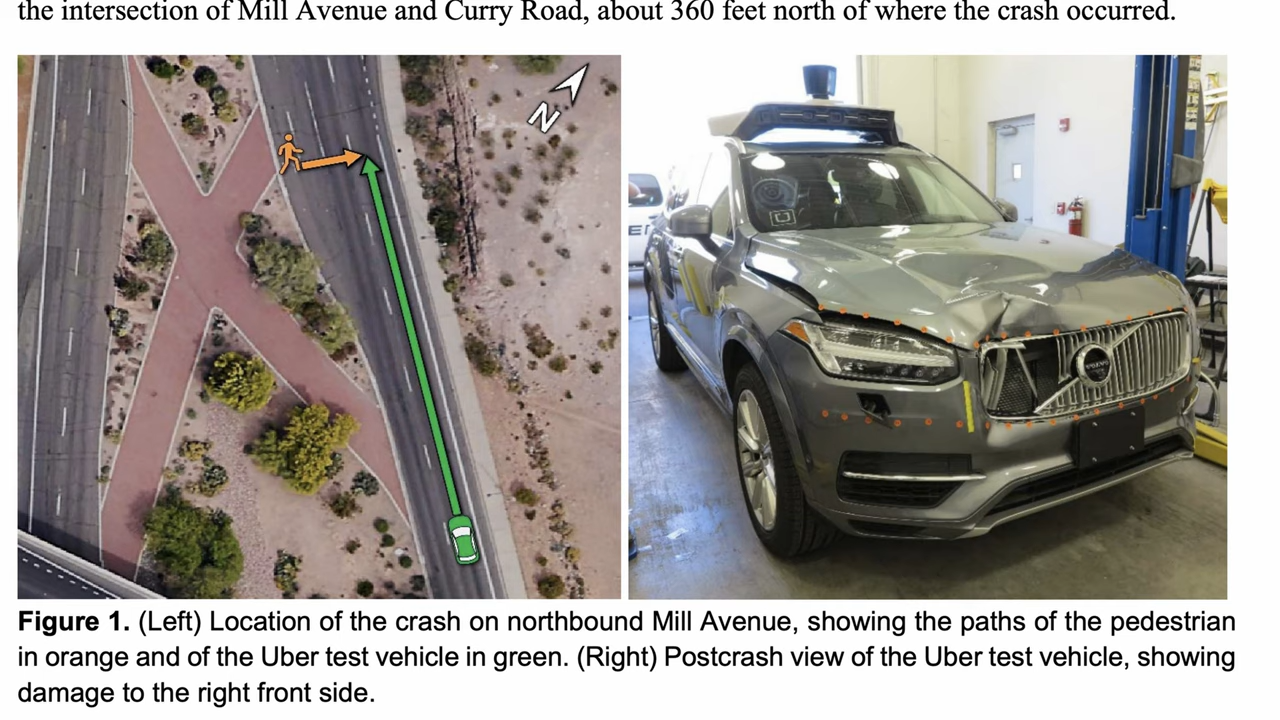 the intersection of Mill Avenue and Curry Road, about 360 feet north of where the crash occurred.
N
VOLVO
Figure 1. (Left) Location of the crash on northbound Mill Avenue, showing the paths of the pedestrian
in orange and of the Uber test vehicle in green. (Right) Postcrash view of the Uber test vehicle, showing
damage to the right front side.